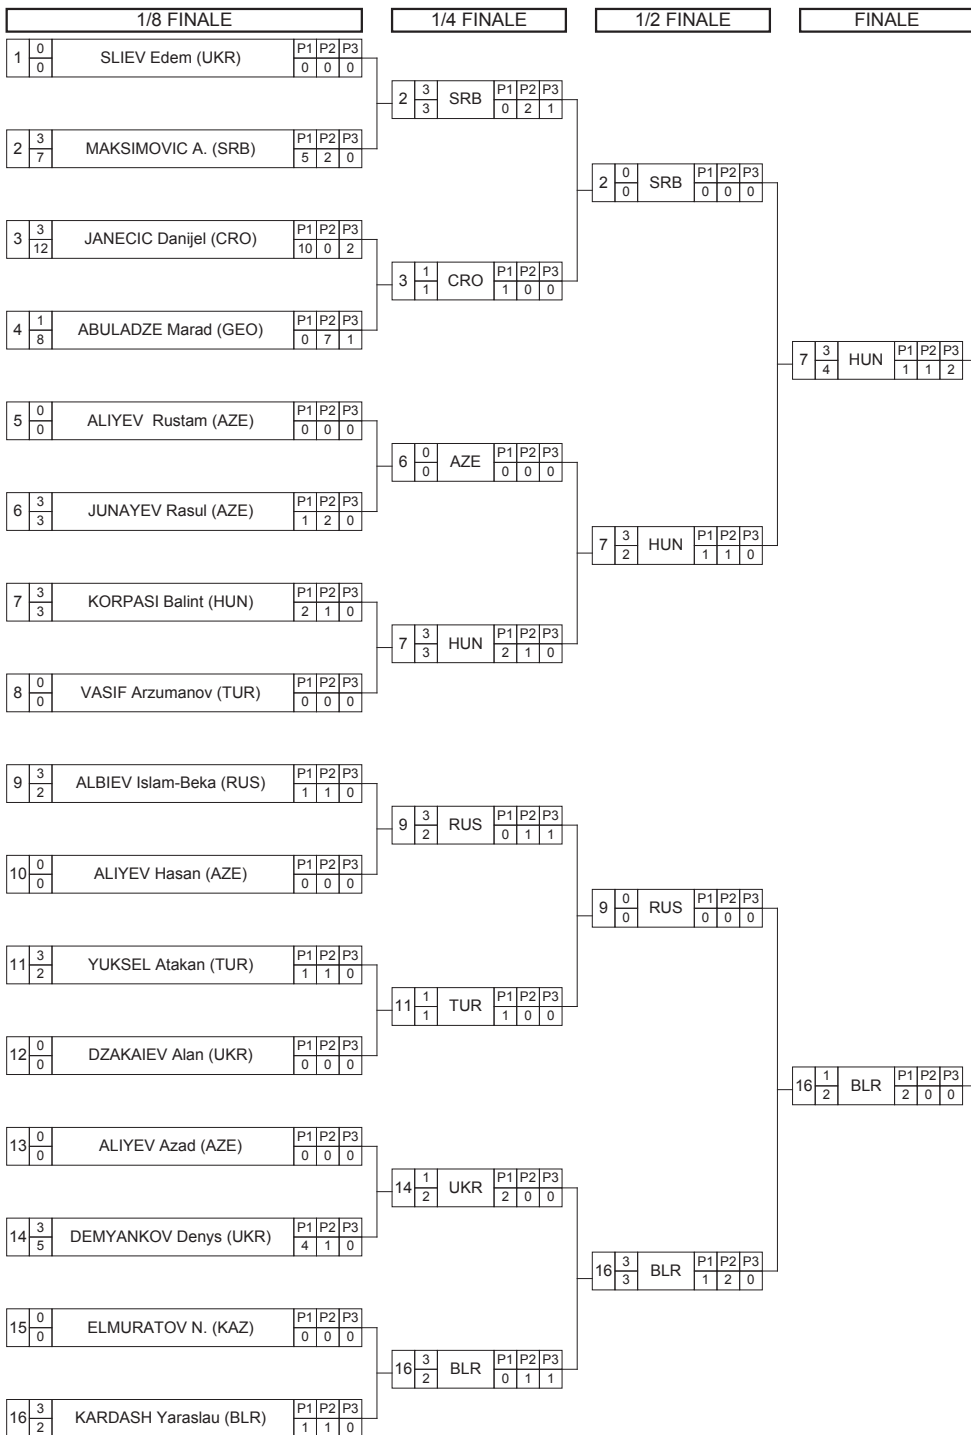 1/8 FINALE 1/4 FINALE 1/2 FINALE FINALE
1 0 SLIEV Edem (UKR) P1 P2 P3
0 0 0 0
2 3 SRB P1 P2 P3
3 0 2 1
2 3 MAKSIMOVIC A. (SRB) P1 P2 P3
7 5 2 0
2 0 SRB P1 P2 P3
0 0 0 0
3 3 JANECIC Danijel (CRO) P1 P2 P3
12 10 0 2
3 1 CRO P1 P2 P3
1 1 0 0
4 1 ABULADZE Marad (GEO) P1 P2 P3
8 0 7 1
7 3 HUN P1 P2 P3
4 1 1 2
5 0 ALIYEV Rustam (AZE) P1 P2 P3
0 0 0 0
6 0 AZE P1 P2 P3
0 0 0 0
6 3 JUNAYEV Rasul (AZE) P1 P2 P3
3 1 2 0
7 3 HUN P1 P2 P3
2 1 1 0
7 3 KORPASI Balint (HUN) P1 P2 P3
3 2 1 0
7 3 HUN P1 P2 P3
3 2 1 0
8 0 VASIF Arzumanov (TUR) P1 P2 P3
0 0 0 0
9 3 ALBIEV Islam-Beka (RUS) P1 P2 P3
2 1 1 0
9 3 RUS P1 P2 P3
2 0 1 1
10 0 ALIYEV Hasan (AZE) P1 P2 P3
0 0 0 0
9 0 RUS P1 P2 P3
0 0 0 0
11 3 YUKSEL Atakan (TUR) P1 P2 P3
2 1 1 0
11 1 TUR P1 P2 P3
1 1 0 0
12 0 DZAKAIEV Alan (UKR) P1 P2 P3
0 0 0 0
16 1 BLR P1 P2 P3
2 2 0 0
13 0 ALIYEV Azad (AZE) P1 P2 P3
0 0 0 0
14 1 UKR P1 P2 P3
2 2 0 0
14 3 DEMYANKOV Denys (UKR) P1 P2 P3
5 4 1 0
16 3 BLR P1 P2 P3
3 1 2 0
15 0 ELMURATOV N. (KAZ) P1 P2 P3
0 0 0 0
16 3 BLR P1 P2 P3
2 0 1 1
16 3 KARDASH Yaraslau (BLR) P1 P2 P3
2 1 1 0